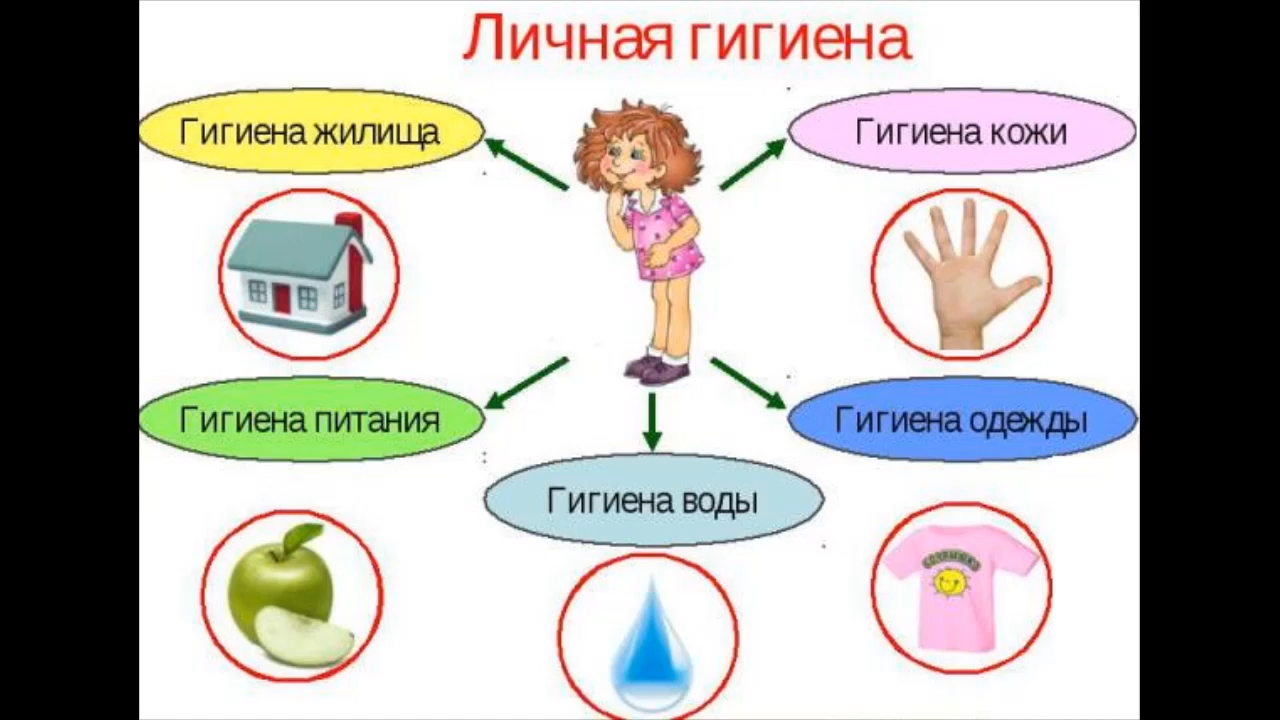 Личная гигиена
Гигиена жилища
Гигиена кожи
Гигиена питания
Гигиена одежды
Гигиена воды